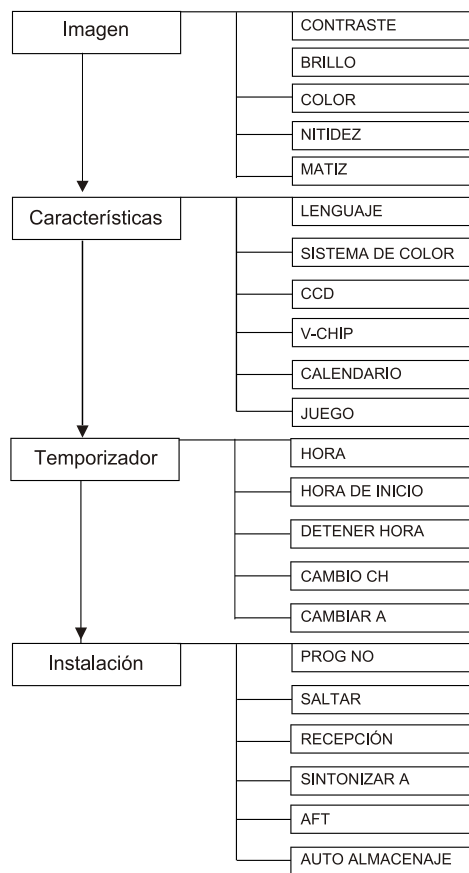 Imagen
CONTRASTE
BRILLO
COLOR
NITIDEZ
MATIZ
Características
LENGUAJE
SISTEMA DE COLOR
CCD
V-CHIP
CALENDARIO
JUEGO
Temporizador
HORA
HORA DE INICIO
DETENER HORA
CAMBIO CH
CAMBIAR A
Instalación
PROG NO
SALTAR
RECEPCIÓN
SINTONIZAR A
AFT
AUTO ALMACENAJE